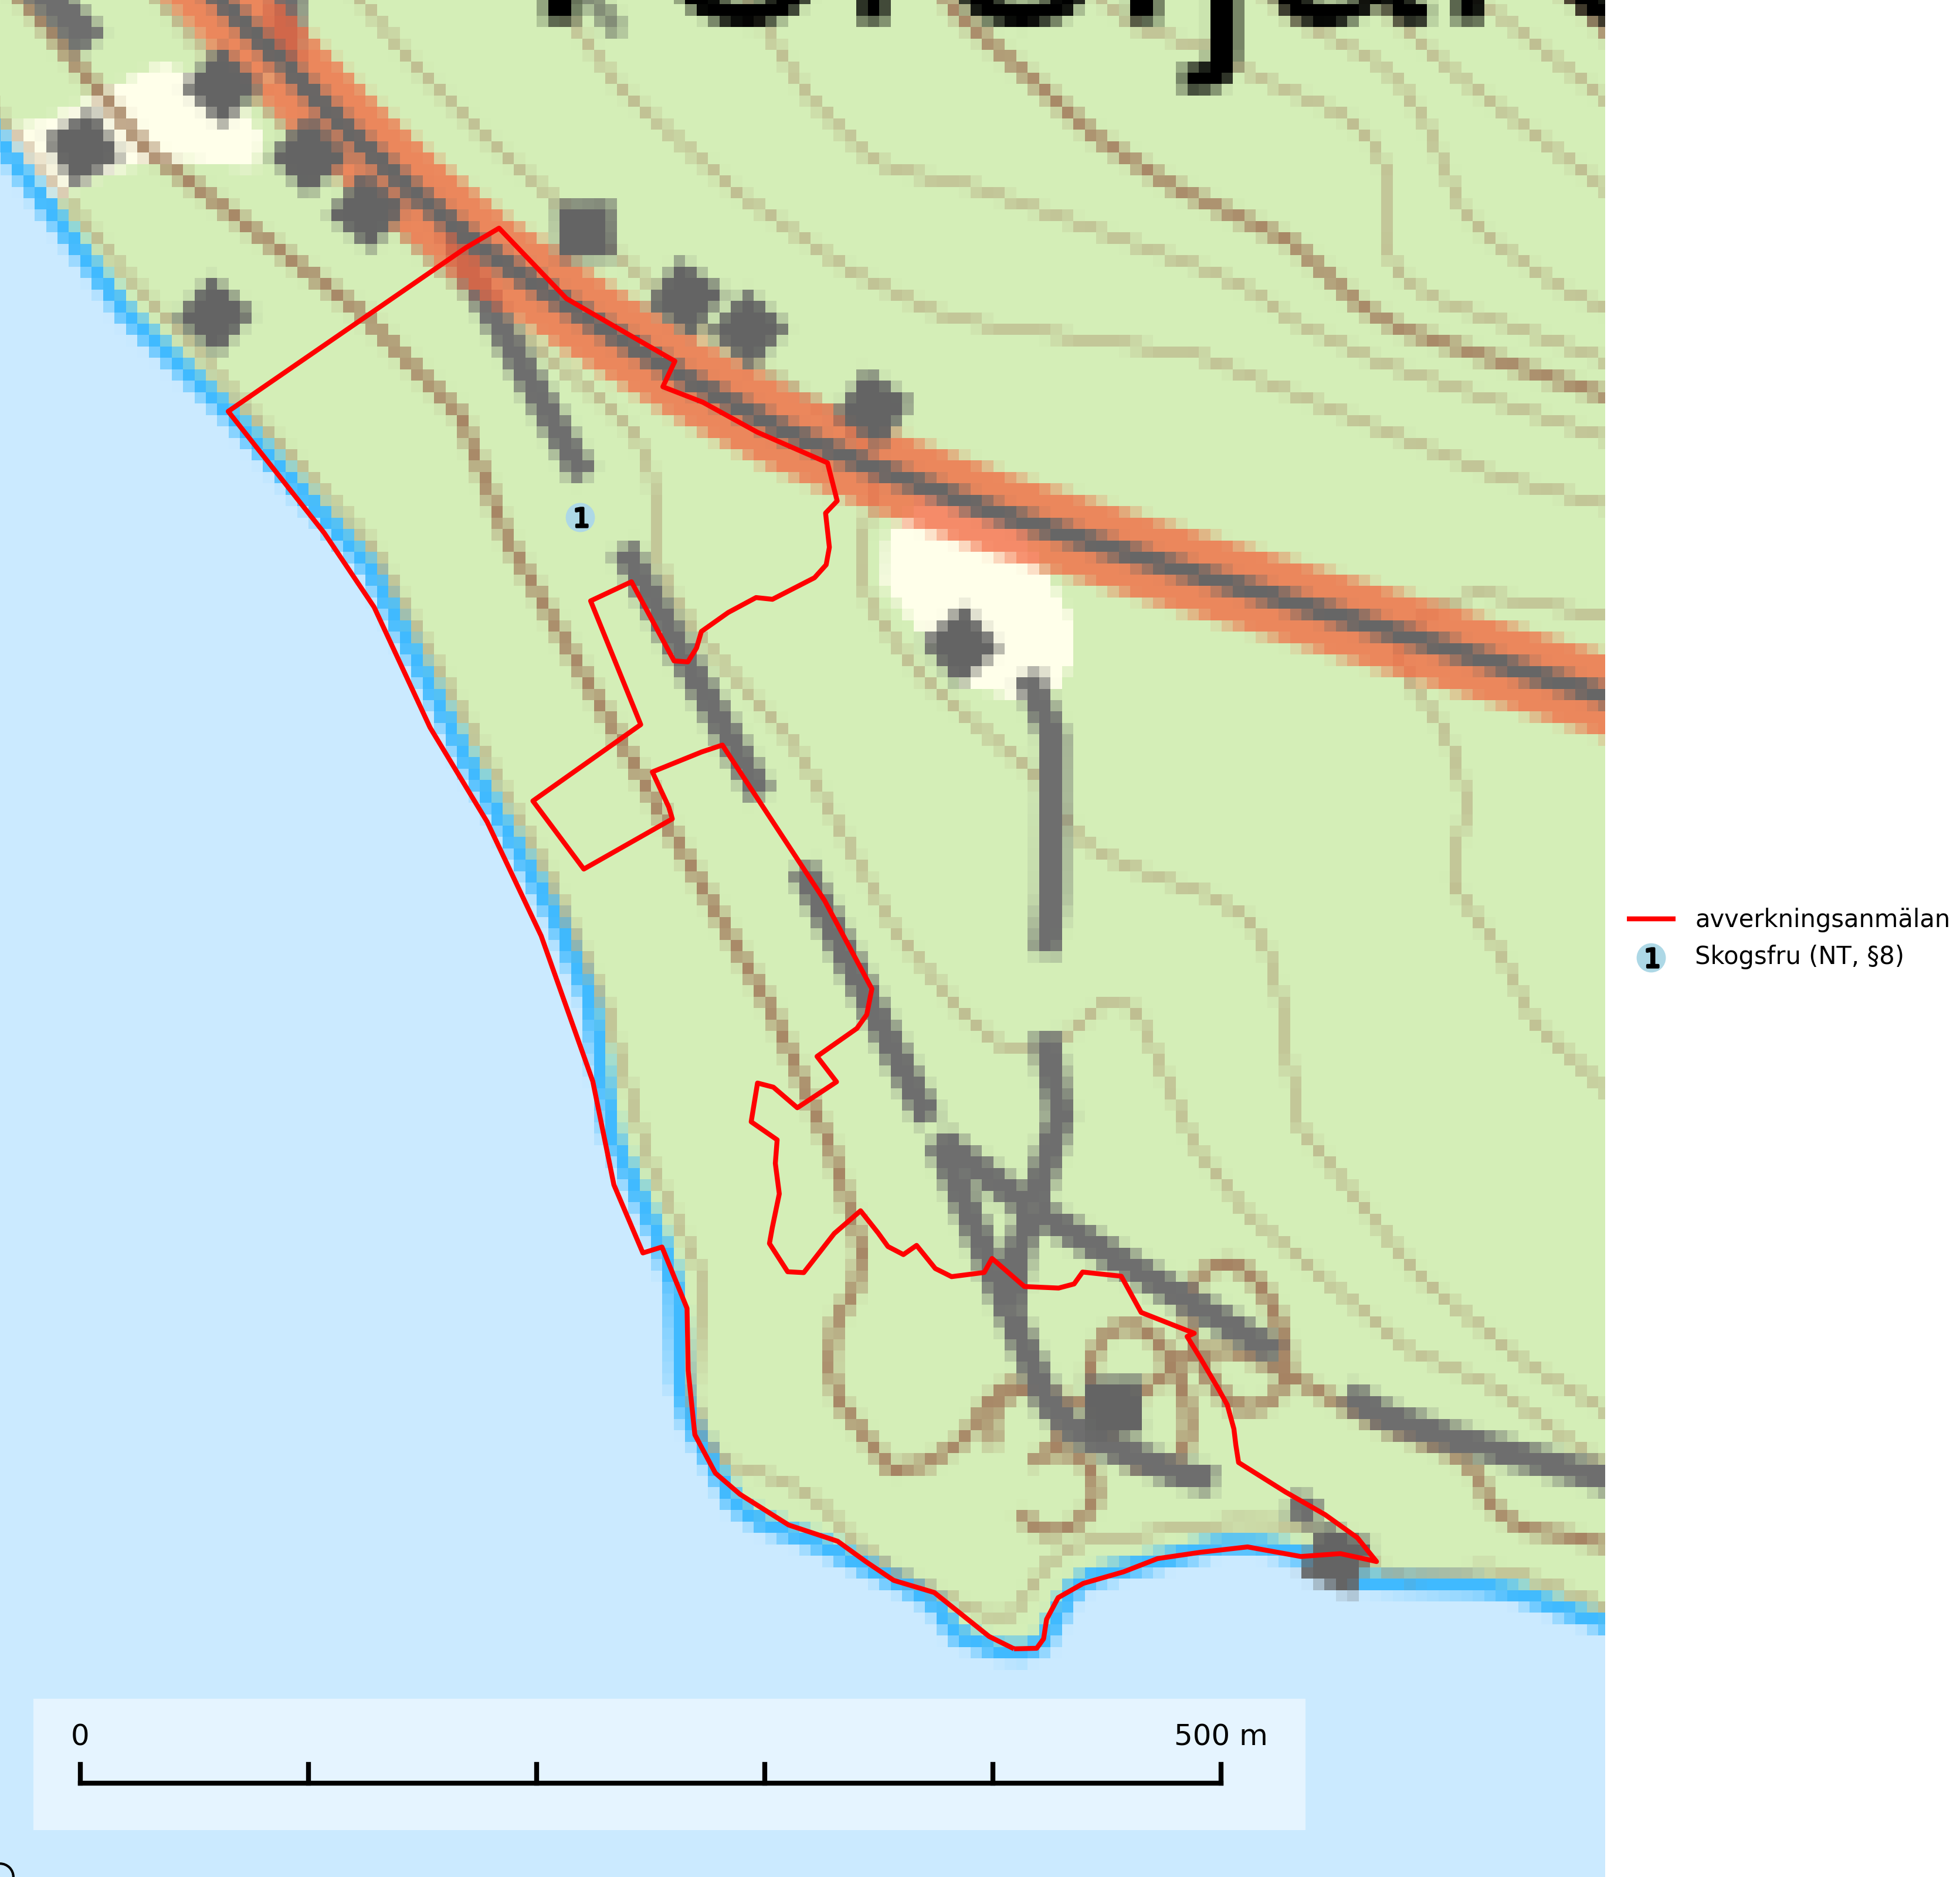 1
avverkningsanmälan
1 Skogsfru (NT, §8)
0 500 m